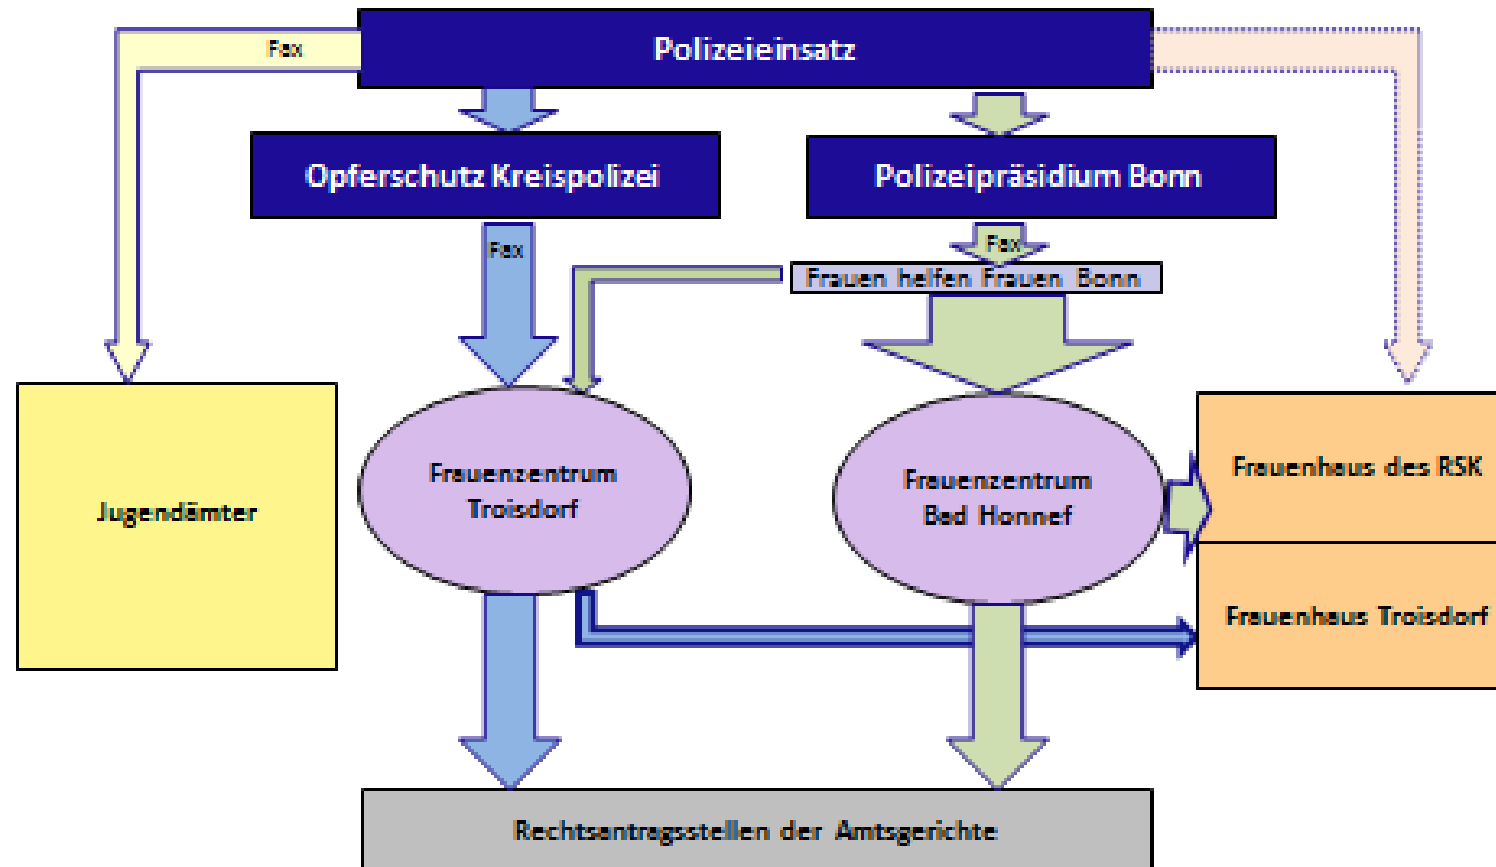 Fax
Polizeieinsatz
Opferschutz Kreispolizei
Polizeipräsidium Bonn
Fax
Fax
Frauen helfen Frauen Bonn
Jugendämter
Frauenzentrum
Troisdorf
Frauenzentrum
Bad Honnef
Frauenhaus des RSK
Frauenhaus Troisdorf
Rechtsantragsstellen der Amtsgerichte